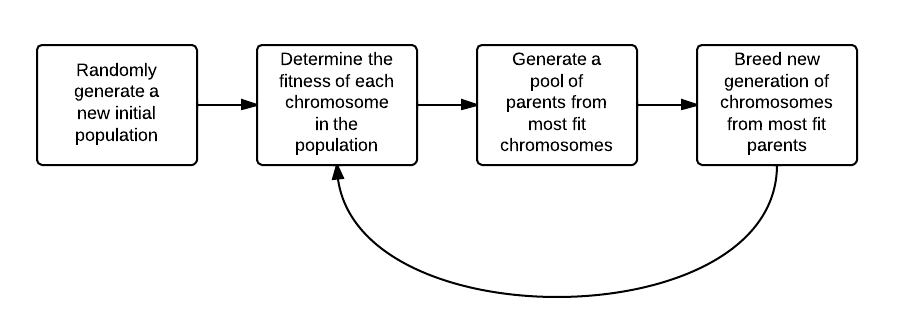 Randomly
generate a
new initial
population
Determine the
fitness of each
chromosome
in the
population
Generate a
pool of
parents from
most fit
chromosomes
Breed new
generation of
chromosomes
from most fit
parents